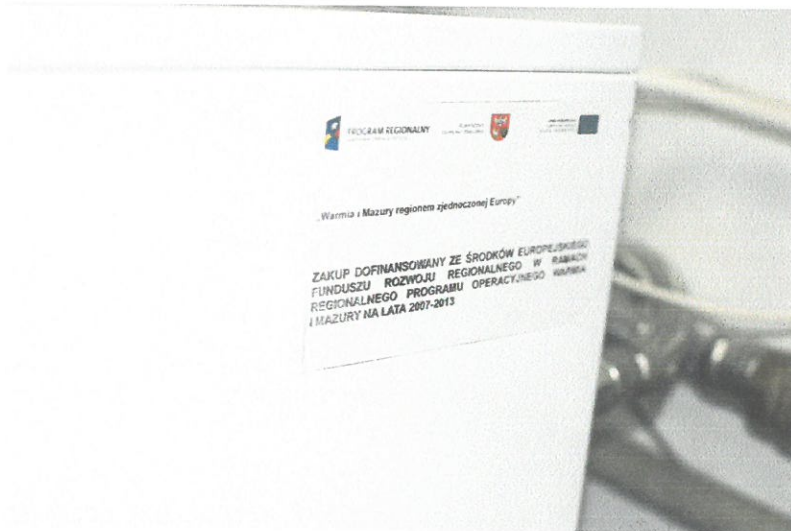 PROGRAM REGIONALNY
„Warmia i Mazury regionem zjednoczonej Europy”
ZAKUP DOFINANSOWANY ZE ŚRODKÓW EUROPEJSKIEGO
FUNDUSZU ROZWOJU REGIONALNEGO W RAMACH
REGIONALNEGO PROGRAMU OPERACYJNEGO WARMIA
I MAZURY NA LATA 2007-2013